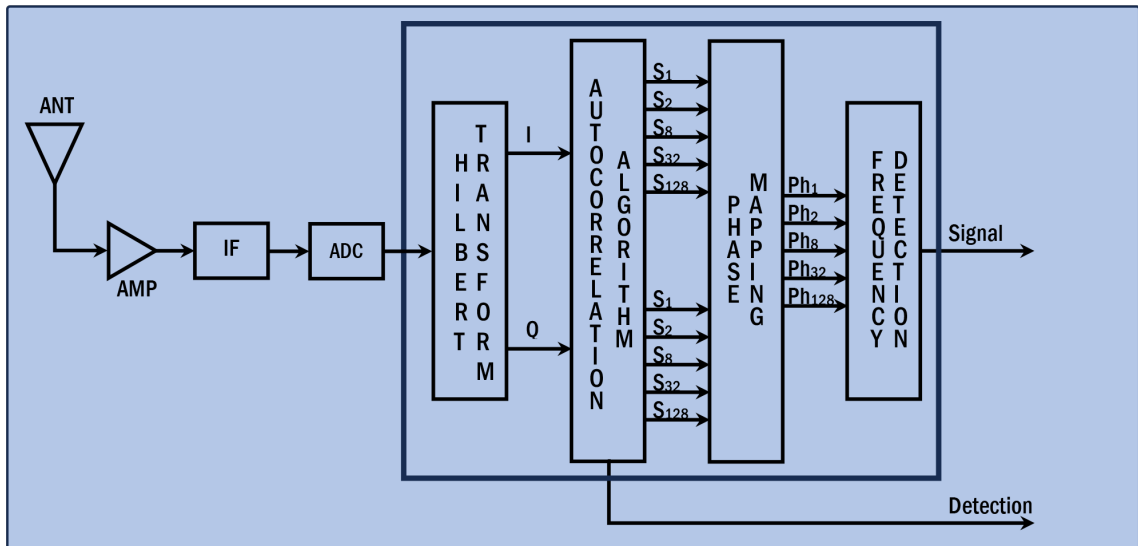 ANT
AMP
IF
ADC
HILBERT
TRANSFORM
I
Q
AUTOCORRELATION
ALGORITHM
S₁
S₂
S₈
S₃₂
S₁₂₈
S₁
S₂
S₈
S₃₂
S₁₂₈
PHASE
MAPPING
Ph₁
Ph₂
Ph₈
Ph₃₂
Ph₁₂₈
FREQUENCY
DETECTION
Signal
Detection